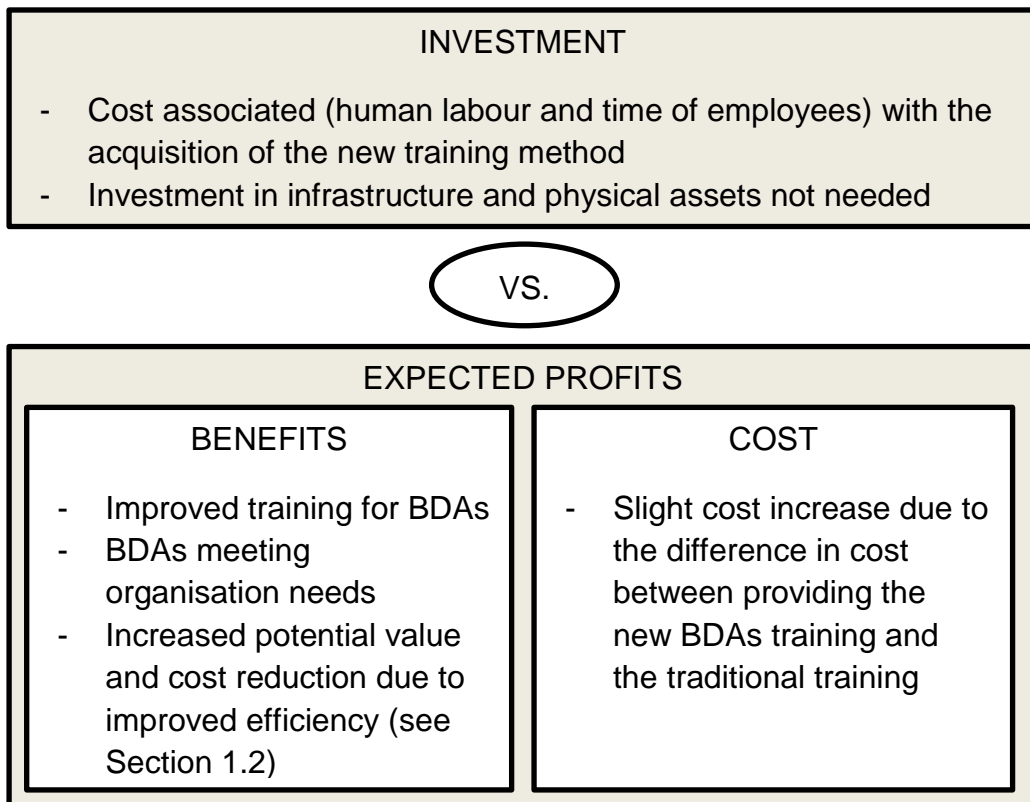 INVESTMENT
- Cost associated (human labour and time of employees) with the
acquisition of the new training method
- Investment in infrastructure and physical assets not needed
VS.
EXPECTED PROFITS
BENEFITS
- Improved training for BDAs
- BDAs meeting
organisation needs
- Increased potential value
and cost reduction due to
improved efficiency (see
Section 1.2)
COST
- Slight cost increase due to
the difference in cost
between providing the
new BDAs training and
the traditional training